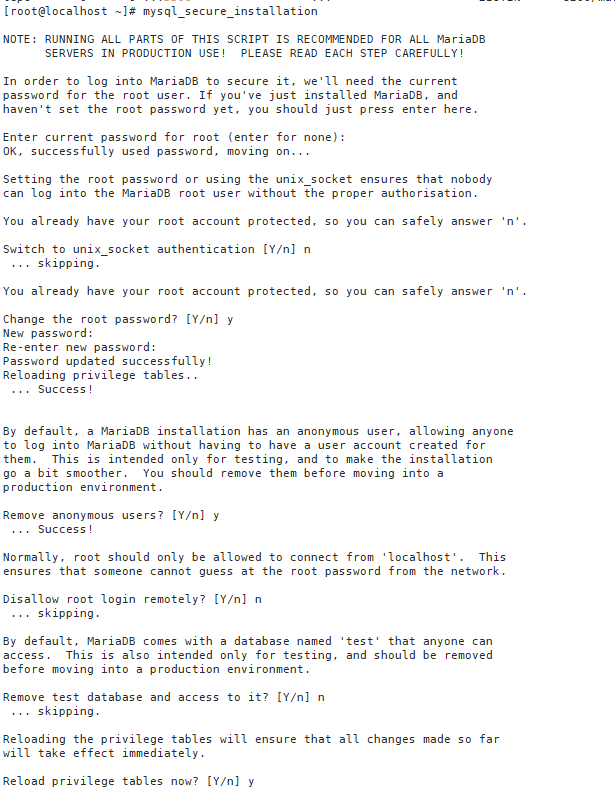 [root@localhost ~]# mysql_secure_installation
NOTE: RUNNING ALL PARTS OF THIS SCRIPT IS RECOMMENDED FOR ALL MariaDB
SERVERS IN PRODUCTION USE!  PLEASE READ EACH STEP CAREFULLY!
In order to log into MariaDB to secure it, we'll need the current
password for the root user. If you've just installed MariaDB, and
haven't set the root password yet, you should just press enter here.
Enter current password for root (enter for none):
OK, successfully used password, moving on...
Setting the root password or using the unix_socket ensures that nobody
can log into the MariaDB root user without the proper authorisation.
You already have your root account protected, so you can safely answer 'n'.
Switch to unix_socket authentication [Y/n] n
... skipping.
You already have your root account protected, so you can safely answer 'n'.
Change the root password? [Y/n] y
New password:
Re-enter new password:
Password updated successfully!
Reloading privilege tables..
... Success!
By default, a MariaDB installation has an anonymous user, allowing anyone
to log into MariaDB without having to have a user account created for
them.  This is intended only for testing, and to make the installation
go a bit smoother.  You should remove them before moving into a
production environment.
Remove anonymous users? [Y/n] y
... Success!
Normally, root should only be allowed to connect from 'localhost'.  This
ensures that someone cannot guess at the root password from the network.
Disallow root login remotely? [Y/n] n
... skipping.
By default, MariaDB comes with a database named 'test' that anyone can
access.  This is also intended only for testing, and should be removed
before moving into a production environment.
Remove test database and access to it? [Y/n] n
... skipping.
Reloading the privilege tables will ensure that all changes made so far
will take effect immediately.
Reload privilege tables now? [Y/n] y